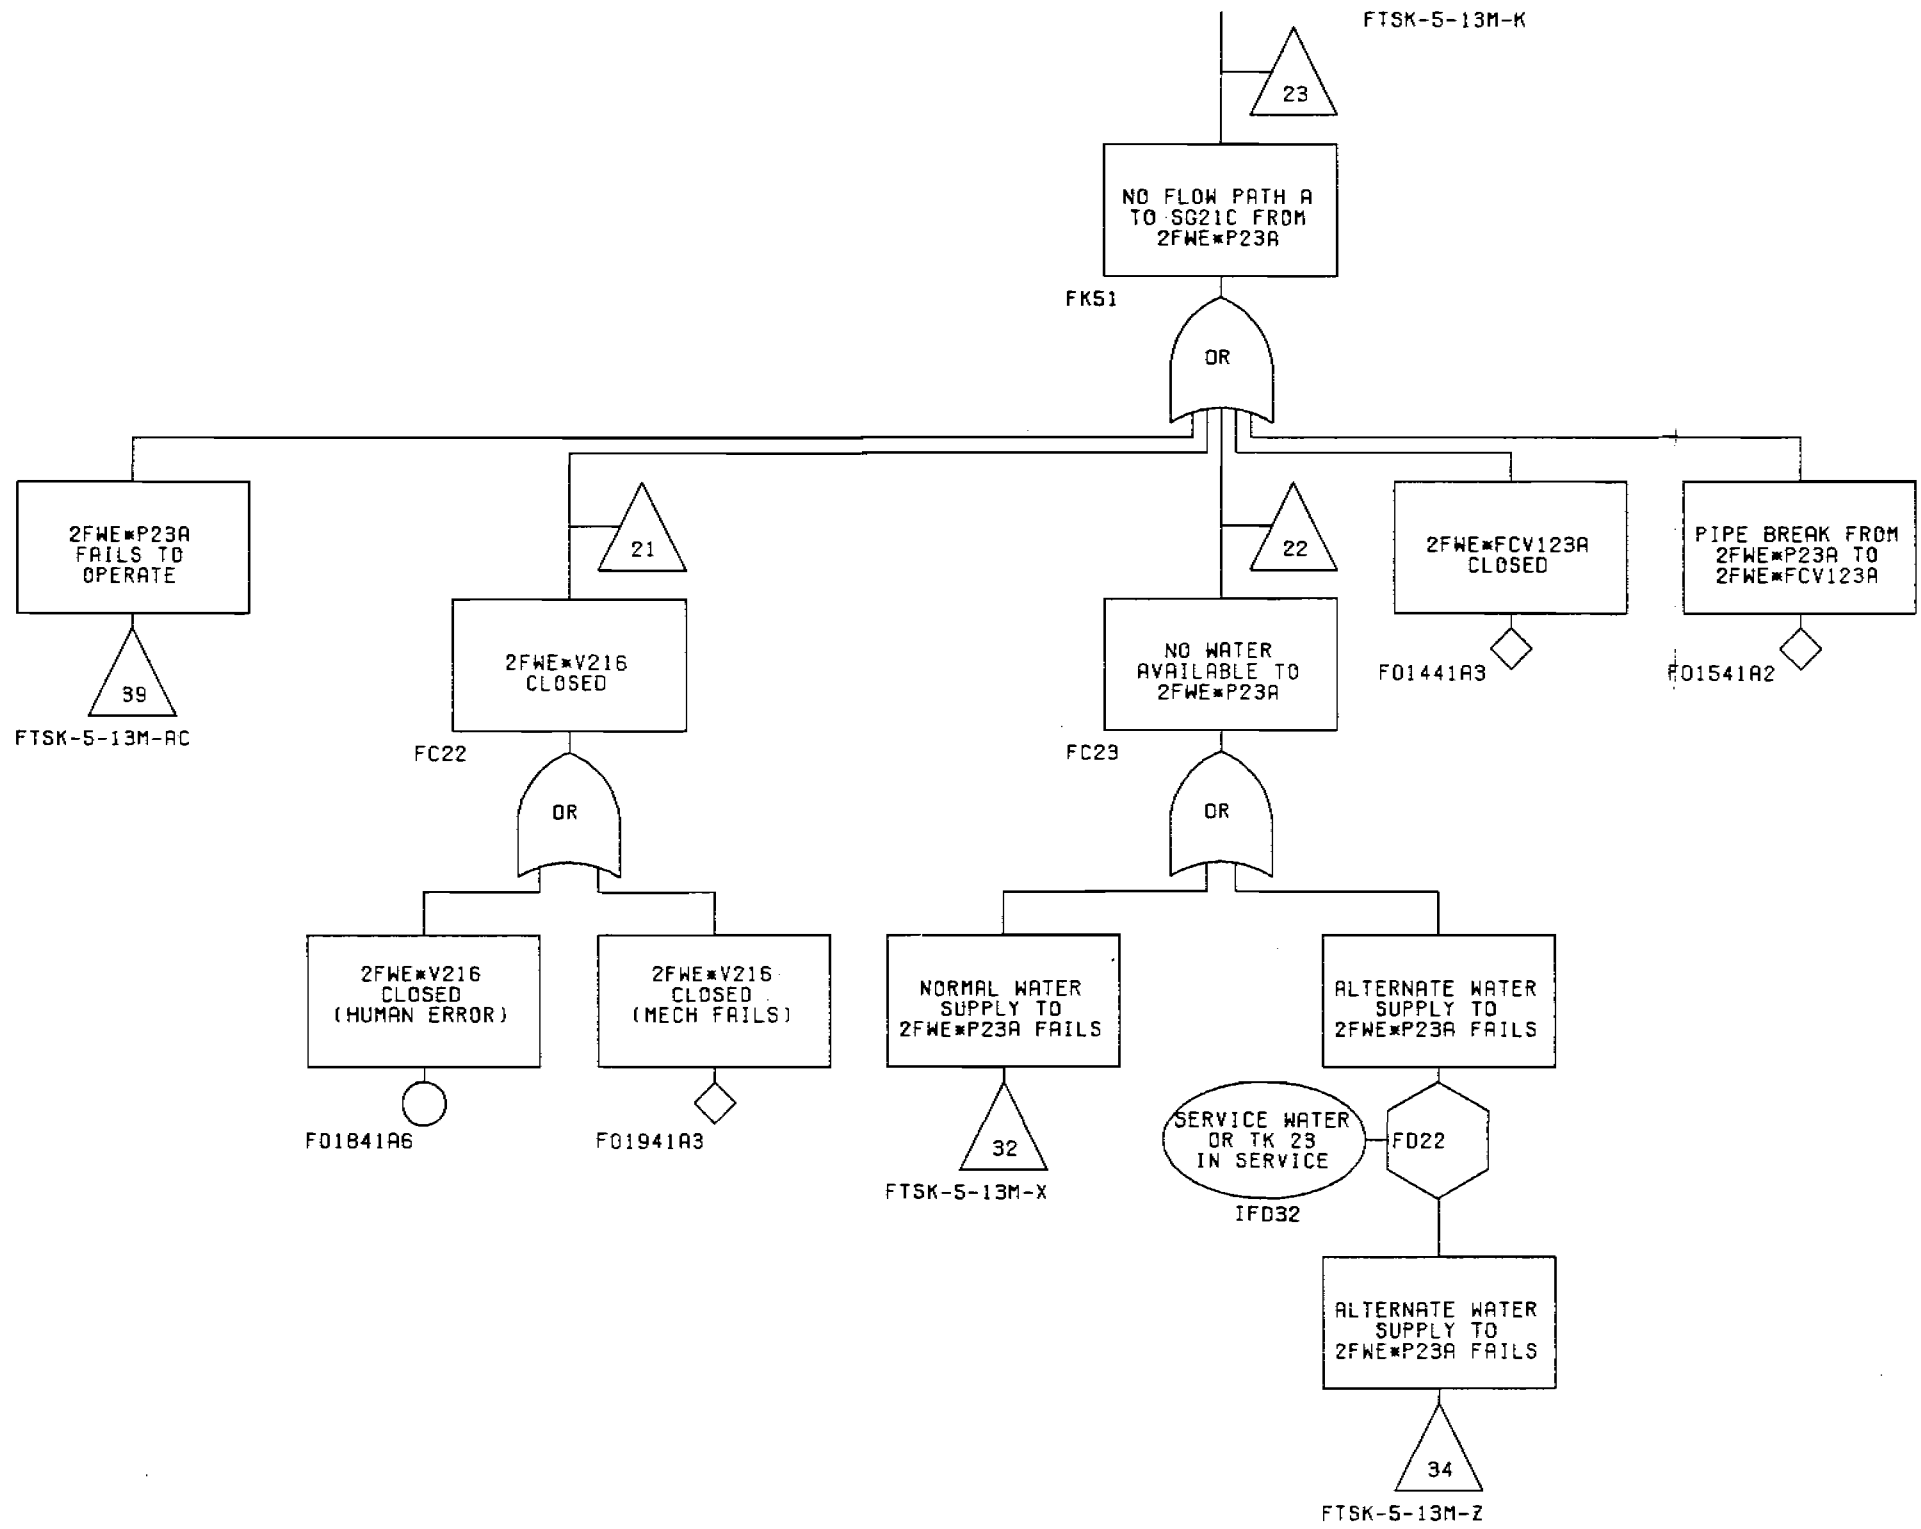 FTSK-5-13M-K
23
NO FLOW PATH A
TO SG21C FROM
2FWE*P23A
FK51
OR
2FWE*P23A
FAILS TO
OPERATE
39
FTSK-5-13M-AC
21
2FWE*V216
CLOSED
FC22
OR
22
NO WATER
AVAILABLE TO
2FWE*P23A
FC23
OR
2FWE*FCV123A
CLOSED
F01441A3
PIPE BREAK FROM
2FWE*P23A TO
2FWE*FCV123A
F01541A2
2FWE*V216
CLOSED
(HUMAN ERROR)
F01841A6
2FWE*V216
CLOSED
(MECH FAILS)
F01941A3
NORMAL WATER
SUPPLY TO
2FWE*P23A FAILS
32
FTSK-5-13M-X
ALTERNATE WATER
SUPPLY TO
2FWE*P23A FAILS
SERVICE WATER
OR TK 23
IN SERVICE
IFD32
FD22
ALTERNATE WATER
SUPPLY TO
2FWE*P23A FAILS
34
FTSK-5-13M-Z